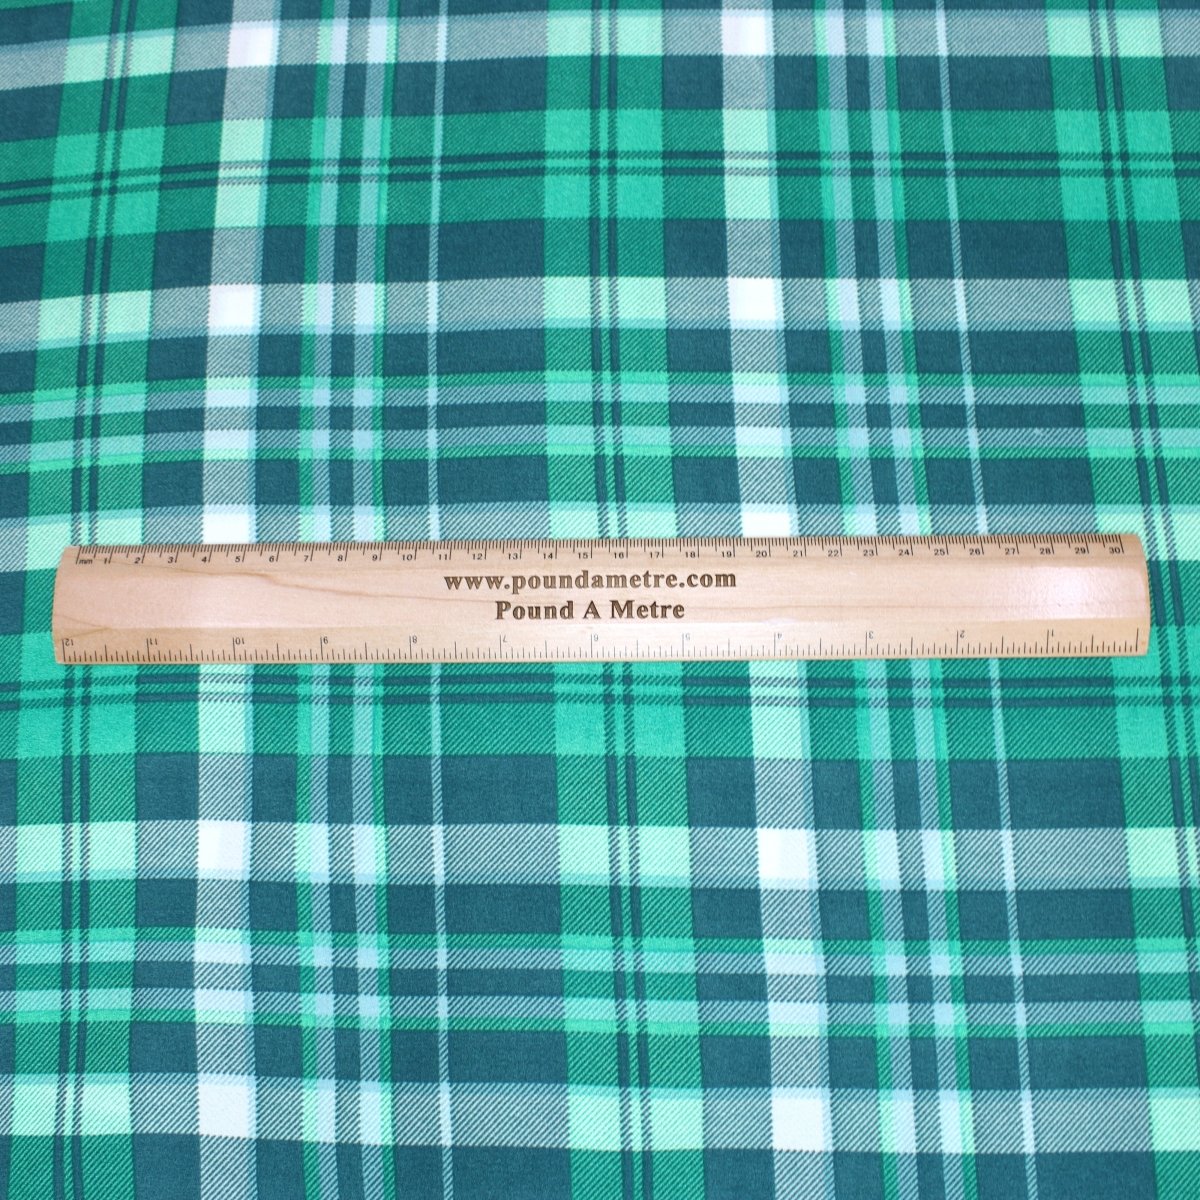 mm 1 2 3 4 5 6 7 8 9 10 11 12 13 14 15 16 17 18 19 20 21 22 23 24 25 26 27 28 29 30
www.poundametre.com
Pound A Metre
12 11 10 9 8 7 6 5 4 3 2 1